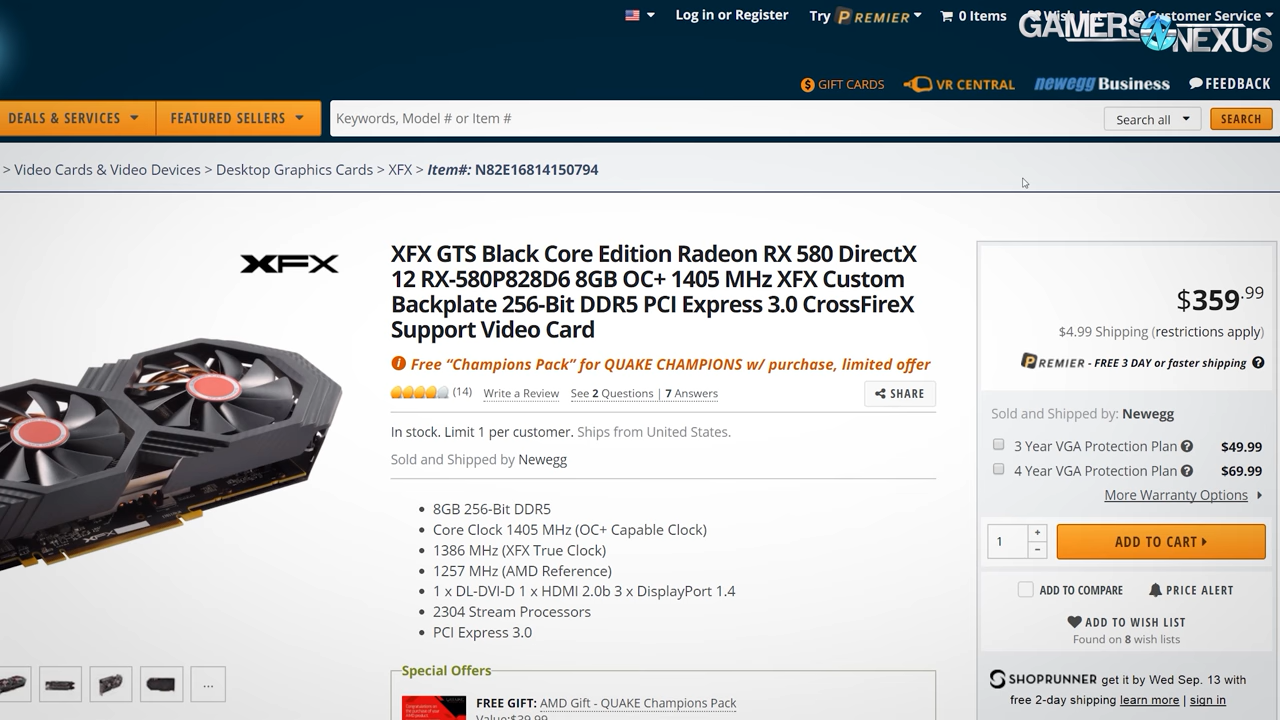 Log in or Register
Try PREMIER
0 Items
Wish List
Customer Service
GAMERS NEXUS
GIFT CARDS
VR CENTRAL
newegg Business
FEEDBACK
DEALS & SERVICES
FEATURED SELLERS
Keywords, Model # or Item #
Search all
SEARCH
> Video Cards & Video Devices > Desktop Graphics Cards > XFX > Item#: N82E16814150794
XFX
XFX GTS Black Core Edition Radeon RX 580 DirectX
12 RX-580P828D6 8GB OC+ 1405 MHz XFX Custom
Backplate 256-Bit DDR5 PCI Express 3.0 CrossFireX
Support Video Card
Free “Champions Pack” for QUAKE CHAMPIONS w/ purchase, limited offer
(14) Write a Review See 2 Questions | 7 Answers
SHARE
In stock. Limit 1 per customer. Ships from United States.
Sold and Shipped by Newegg
8GB 256-Bit DDR5
Core Clock 1405 MHz (OC+ Capable Clock)
1386 MHz (XFX True Clock)
1257 MHz (AMD Reference)
1 x DL-DVI-D 1 x HDMI 2.0b 3 x DisplayPort 1.4
2304 Stream Processors
PCI Express 3.0
...
Special Offers
FREE GIFT: AMD Gift - QUAKE Champions Pack
Value:$39.99
$359.99
$4.99 Shipping (restrictions apply)
PREMIER - FREE 3 DAY or faster shipping ?
Sold and Shipped by: Newegg
3 Year VGA Protection Plan ? $49.99
4 Year VGA Protection Plan ? $69.99
More Warranty Options
1 + −
ADD TO CART
ADD TO COMPARE
PRICE ALERT
ADD TO WISH LIST
Found on 8 wish lists
SHOPRUNNER get it by Wed Sep. 13 with
free 2-day shipping learn more | sign in